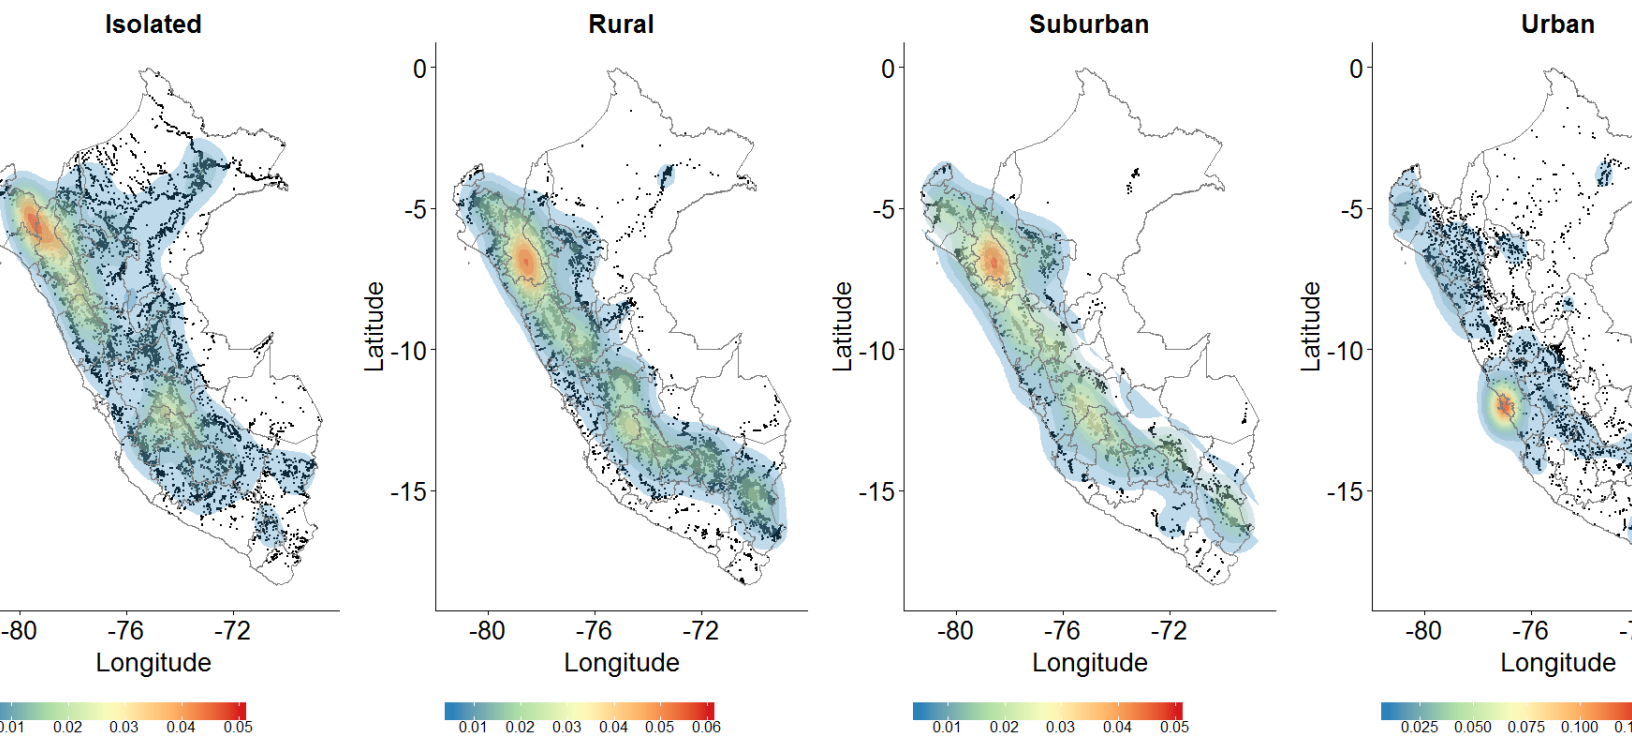 Isolated Rural Suburban Urban
0 0 0
-5 -5 -5
Latitude Latitude Latitude
-10 -10 -10
-15 -15 -15
-80 -76 -72 -80 -76 -72 -80 -76 -72 -80 -76
Longitude Longitude Longitude Longitude
0.02 0.03 0.04 0.05 0.01 0.02 0.03 0.04 0.05 0.06 0.01 0.02 0.03 0.04 0.05 0.025 0.050 0.075 0.100